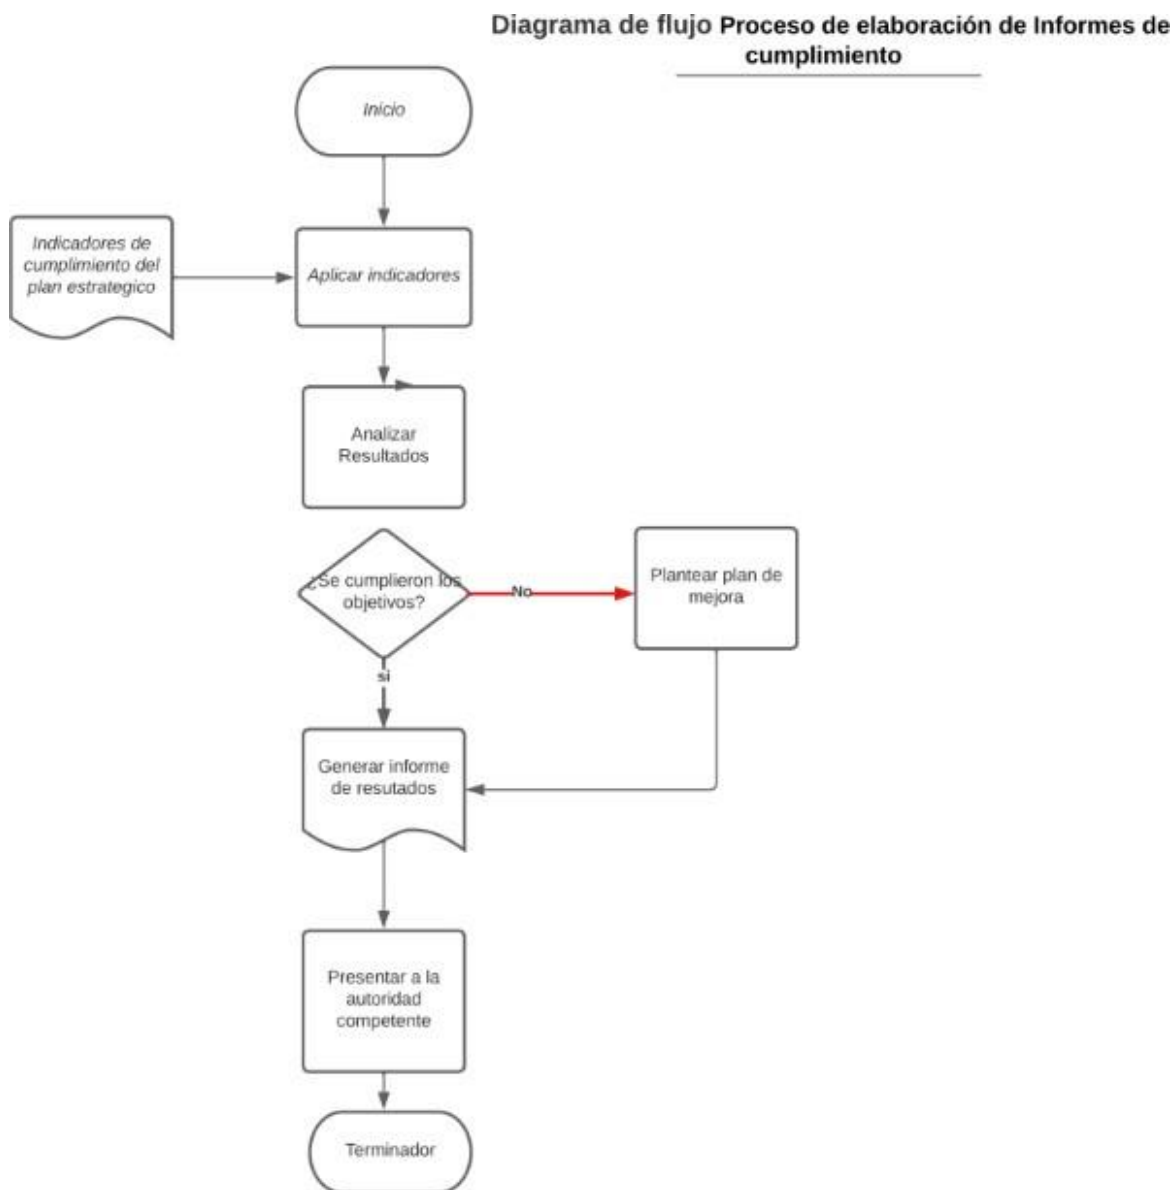 Diagrama de flujo Proceso de elaboración de Informes de
cumplimiento
Inicio
Indicadores de
cumplimiento del
plan estrategico
Aplicar indicadores
Analizar
Resultados
¿Se cumplieron los
objetivos?
No
Plantear plan de
mejora
si
Generar informe
de resutados
Presentar a la
autoridad
competente
Terminador